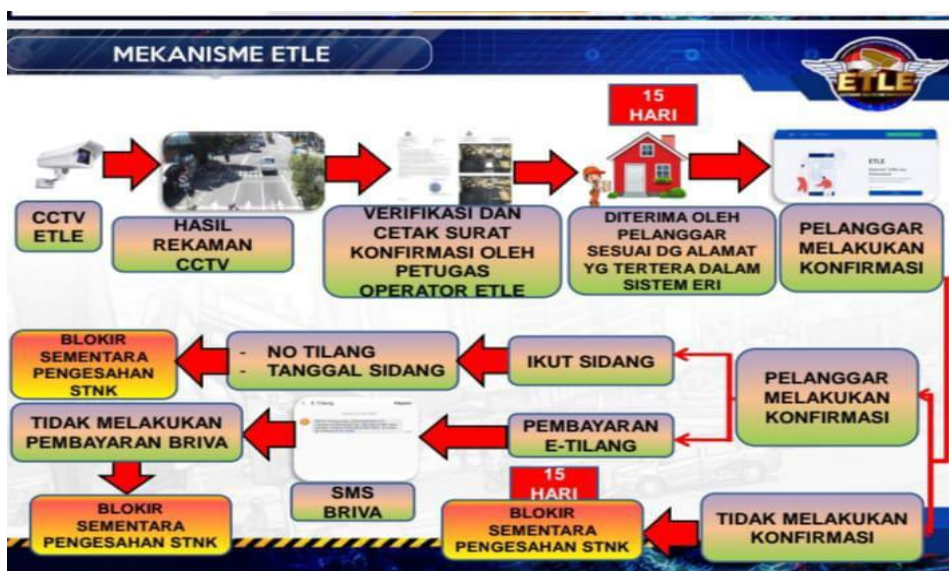 MEKANISME ETLE
ETLE
15
HARI
CCTV
ETLE
HASIL
REKAMAN
CCTV
VERIFIKASI DAN
CETAK SURAT
KONFIRMASI OLEH
PETUGAS
OPERATOR ETLE
DITERIMA OLEH
PELANGGAR
SESUAI DG ALAMAT
YG TERTERA DALAM
SISTEM ERI
ETLE
PELANGGAR
MELAKUKAN
KONFIRMASI
BLOKIR
SEMENTARA
PENGESAHAN
STNK
- NO TILANG
- TANGGAL SIDANG
IKUT SIDANG
PELANGGAR
MELAKUKAN
KONFIRMASI
TIDAK MELAKUKAN
PEMBAYARAN BRIVA
E-Tilang
PEMBAYARAN
E-TILANG
SMS
BRIVA
15
HARI
BLOKIR
SEMENTARA
PENGESAHAN STNK
BLOKIR
SEMENTARA
PENGESAHAN STNK
TIDAK MELAKUKAN
KONFIRMASI